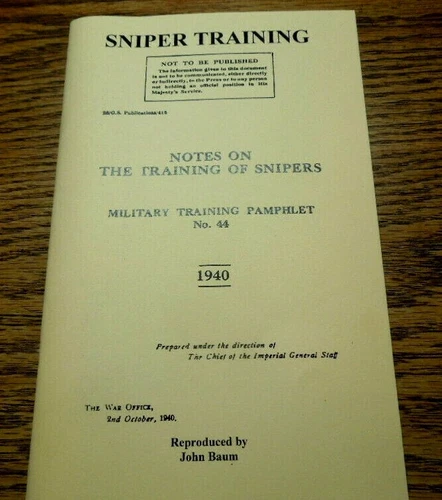 SNIPER TRAINING
NOT TO BE PUBLISHED
The information given in this document
is not to be communicated, either directly
or indirectly, to the Press or to any person
not holding an official position in His
Majesty's Service.
Publications/615
NOTES ON
THE TRAINING OF SNIPERS
MILITARY TRAINING PAMPHLET
No. 44
1940
Prepared under the direction of
The Chief of the Imperial General Staff
THE WAR OFFICE,
2nd October, 1940.
Reproduced by
John Baum